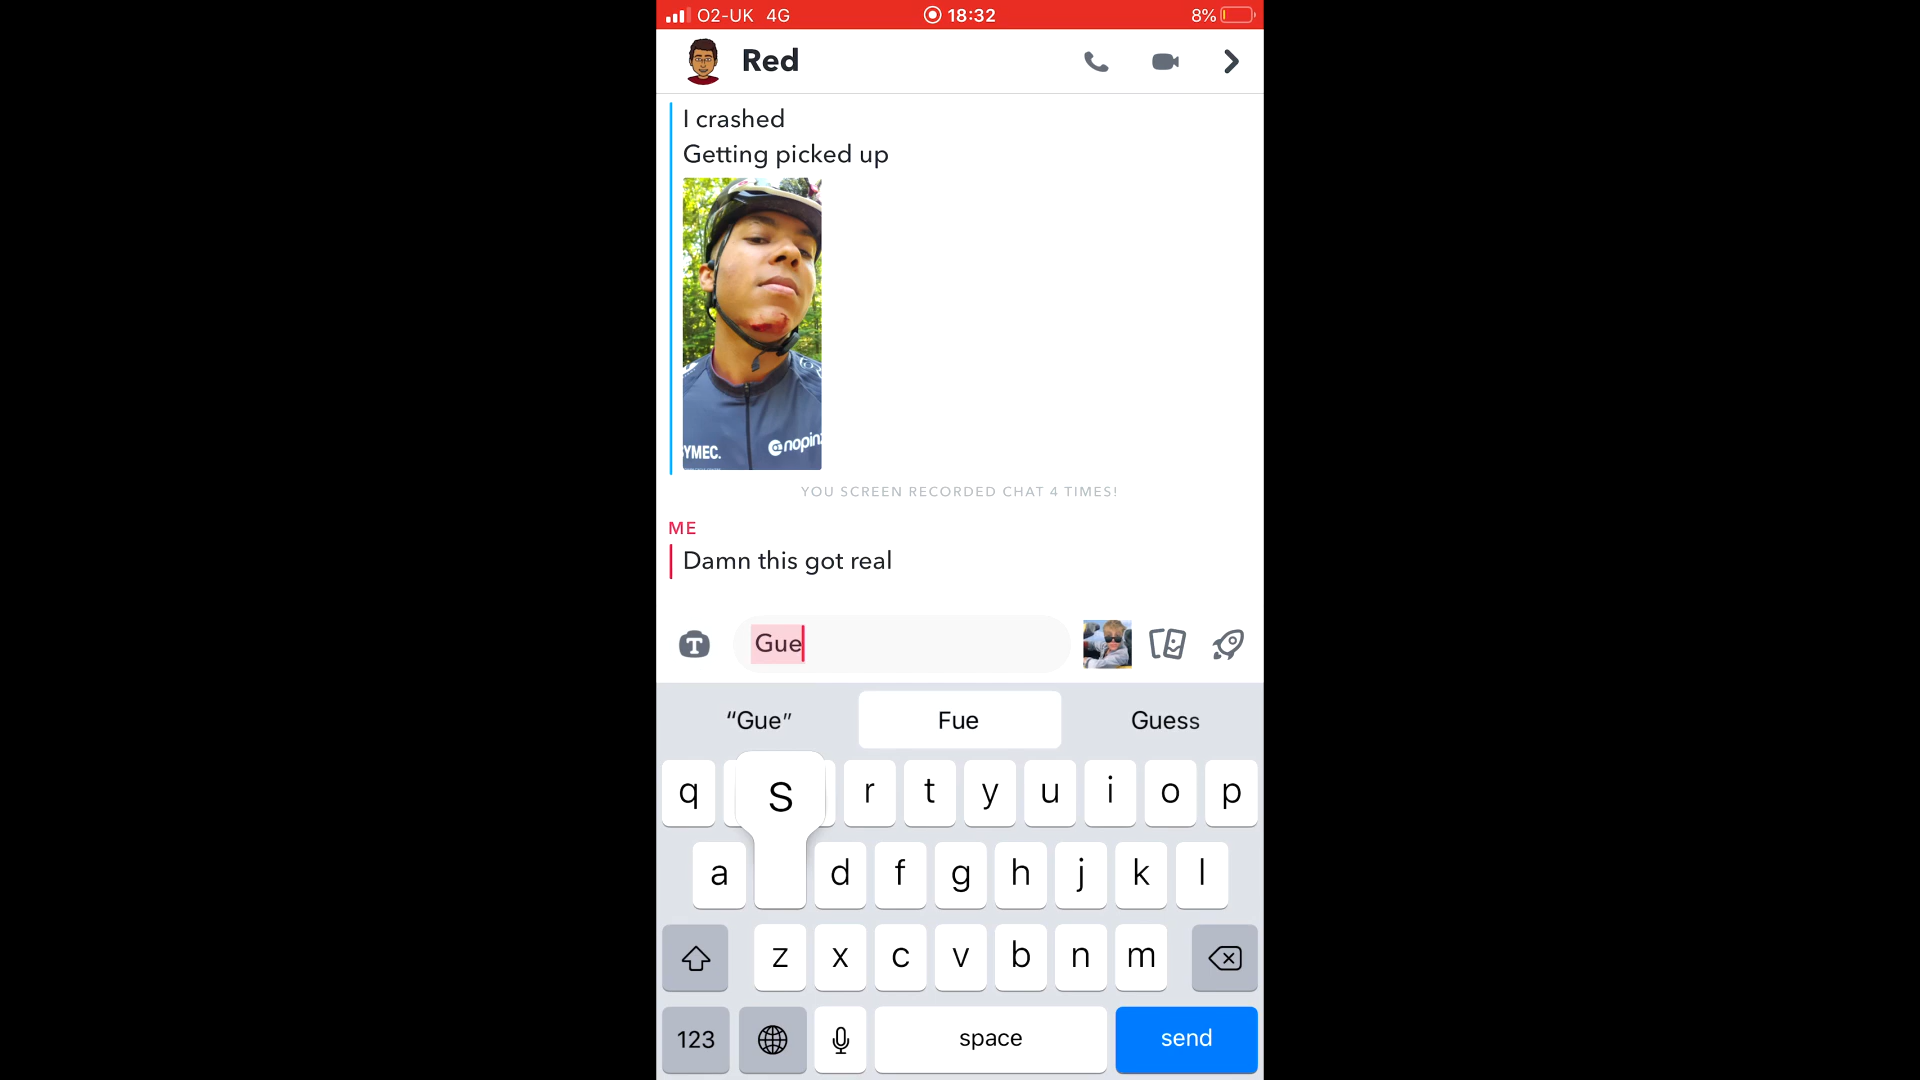 O2-UK 4G 18:32 8%
Red
I crashed
Getting picked up
YMEC. nopin
YOU SCREEN RECORDED CHAT 4 TIMES!
ME
Damn this got real
Gue
“Gue” Fue Guess
q s r t y u i o p
a d f g h j k l
z x c v b n m
123 space send